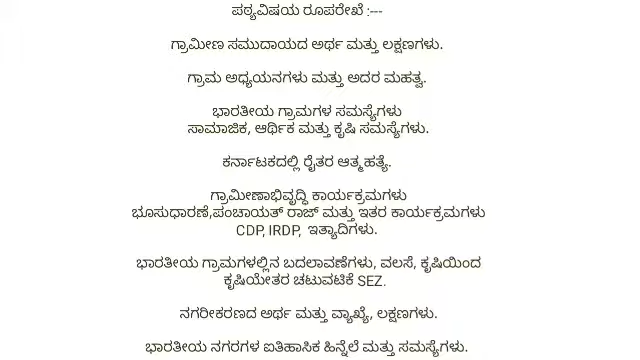 ಪಠ್ಯವಿಷಯ ರೂಪರೇಖೆ :---
ಗ್ರಾಮೀಣ ಸಮುದಾಯದ ಅರ್ಥ ಮತ್ತು ಲಕ್ಷಣಗಳು.
ಗ್ರಾಮ ಅಧ್ಯಯನಗಳು ಮತ್ತು ಅದರ ಮಹತ್ವ.
ಭಾರತೀಯ ಗ್ರಾಮಗಳ ಸಮಸ್ಯೆಗಳು
ಸಾಮಾಜಿಕ, ಆರ್ಥಿಕ ಮತ್ತು ಕೃಷಿ ಸಮಸ್ಯೆಗಳು.
ಕರ್ನಾಟಕದಲ್ಲಿ ರೈತರ ಆತ್ಮಹತ್ಯೆ.
ಗ್ರಾಮೀಣಾಭಿವೃದ್ಧಿ ಕಾರ್ಯಕ್ರಮಗಳು
ಭೂಸುಧಾರಣೆ,ಪಂಚಾಯತ್ ರಾಜ್ ಮತ್ತು ಇತರ ಕಾರ್ಯಕ್ರಮಗಳು
CDP, IRDP, ಇತ್ಯಾದಿಗಳು.
ಭಾರತೀಯ ಗ್ರಾಮಗಳಲ್ಲಿನ ಬದಲಾವಣೆಗಳು, ವಲಸೆ, ಕೃಷಿಯಿಂದ
ಕೃಷಿಯೇತರ ಚಟುವಟಿಕೆ SEZ.
ನಗರೀಕರಣದ ಅರ್ಥ ಮತ್ತು ವ್ಯಾಖ್ಯೆ, ಲಕ್ಷಣಗಳು.
ಭಾರತೀಯ ನಗರಗಳ ಐತಿಹಾಸಿಕ ಹಿನ್ನೆಲೆ ಮತ್ತು ಸಮಸ್ಯೆಗಳು.